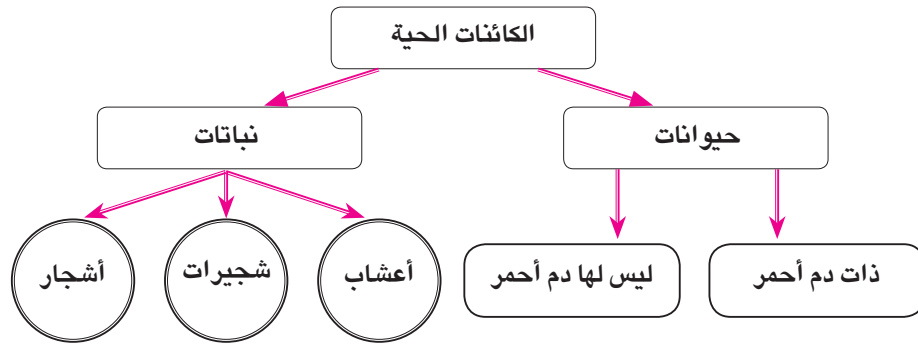 الكائنات الحية
حيوانات
نباتات
ذات دم أحمر
ليس لها دم أحمر
أعشاب
شجيرات
أشجار